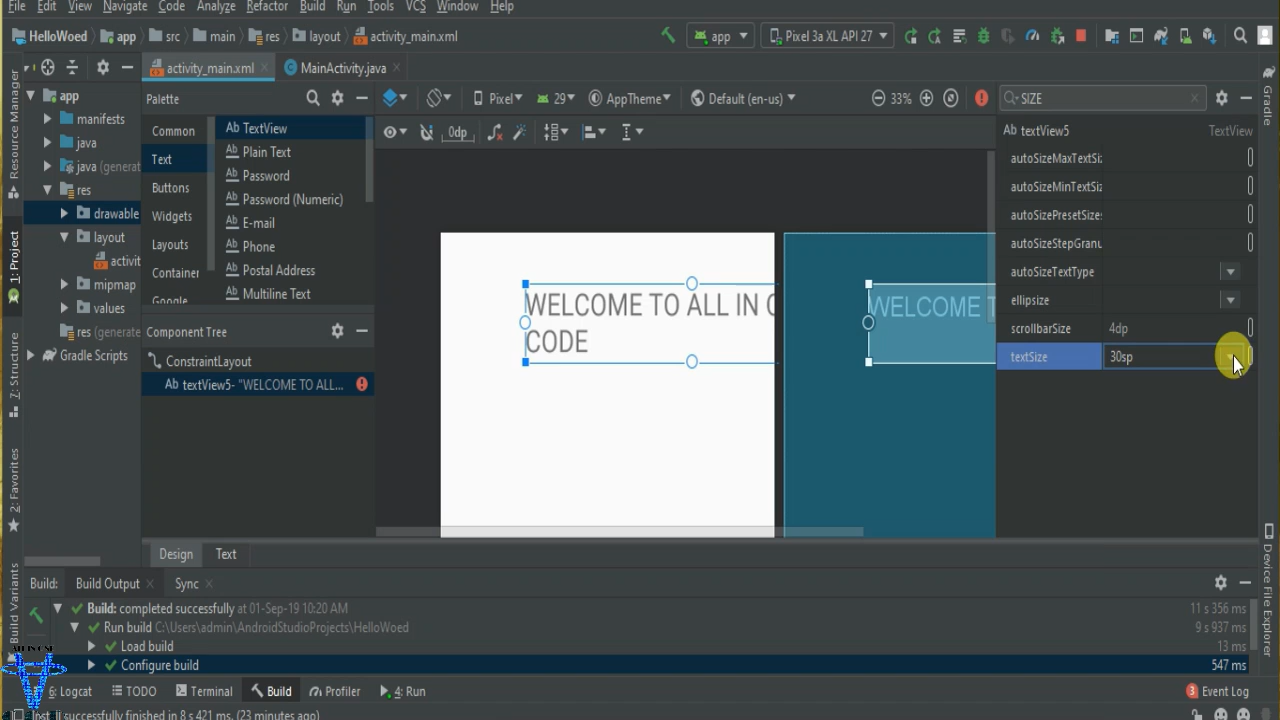 File Edit View Navigate Code Analyze Refactor Build Run Tools VCS Window Help
HelloWoed app src main res layout activity_main.xml app Pixel 3a XL API 27
activity_main.xml MainActivity.java
Resource Manager
1: Project
7: Structure
2: Favorites
Build Variants
app
manifests
java
java (generat
res
drawable
layout
activit
mipmap
values
res (generate
Gradle Scripts
Palette
Common
Text
Buttons
Widgets
Layouts
Container
Google
Ab TextView
Ab Plain Text
Ab Password
Ab Password (Numeric)
Ab E-mail
Ab Phone
Ab Postal Address
Ab Multiline Text
Component Tree
ConstraintLayout
Ab textView5- "WELCOME TO ALL...
Pixel 29 AppTheme Default (en-us) 33%
0dp
WELCOME TO ALL IN
CODE
WELCOME T
SIZE
Ab textView5 TextView
autoSizeMaxTextSiz
autoSizeMinTextSiz
autoSizePresetSize
autoSizeStepGranu
autoSizeTextType
ellipsize
scrollbarSize 4dp
textSize 30sp
Gradle
Device File Explorer
Design Text
Build: Build Output Sync
Build: completed successfully at 01-Sep-19 10:20 AM 11 s 356 ms
Run build C:\Users\admin\AndroidStudioProjects\HelloWoed 9 s 937 ms
Load build 13 ms
Configure build 547 ms
6: Logcat TODO Terminal Build Profiler 4: Run 3 Event Log
Install successfully finished in 8 s 421 ms. (23 minutes ago)